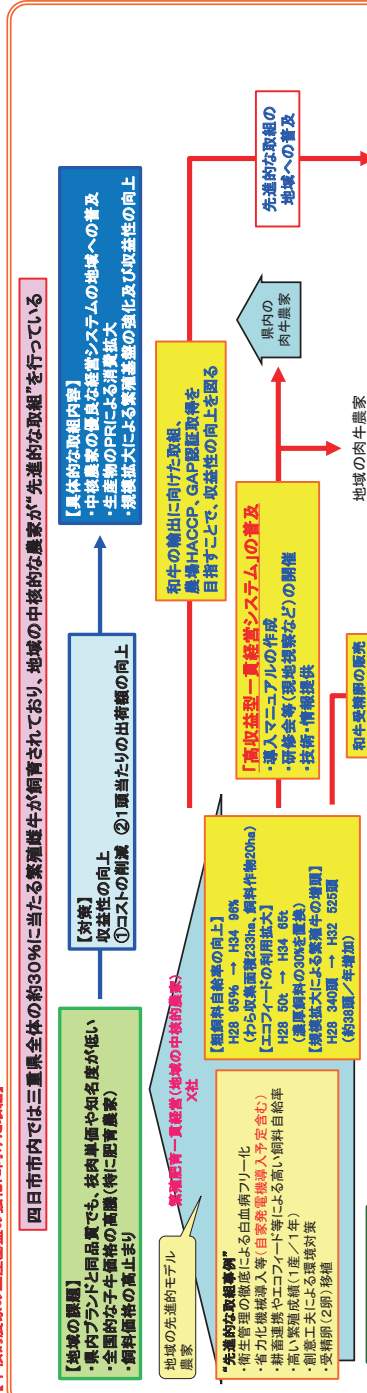 四日市市内では三重県全体の約30%に当たる繁殖雌牛が飼育されており、地域の中核的な農家が“先進的な取組”を行っている
【地域の課題】
・県内ブランドと同品質でも、枝肉単価や知名度が低い
・全国的な子牛価格の高騰(特に肥育農家)
・飼料価格の高止まり
【対策】
収益性の向上
①コストの削減 ②1頭当たりの出荷額の向上
【具体的な取組内容】
・中核農家の優良な経営システムの地域への普及
・生産物のPRによる消費拡大
・規模拡大による繁殖基盤の強化及び収益性の向上
地域の先進的モデル
農家
繁殖肥育一貫経営(地域の中核的農家)
X社
“先進的な取組事例”
・衛生管理の徹底による白血病フリー化
・省力化機械導入等(自家発電機導入予定含む)
・耕畜連携やエコフィード等による高い飼料自給率
・高い繁殖成績(1産/1年)
・創意工夫による環境対策
・受精卵(2卵)移植
【粗飼料自給率の向上】
H28 95% → H34 96%
(わら収集面積233ha、飼料作物20ha)
【エコフィードの利用拡大】
H28 50t → H34 65t
(濃厚飼料の30%を置換)
【規模拡大による繁殖牛の増頭】
H28 340頭 → H32 525頭
(約38頭/年増加)
和牛の輸出に向けた取組、
農場HACCP、GAP認証取得を
目指すことで、収益性の向上を図る
「高収益型一貫経営システム」の普及
・導入マニュアルの作成
・研修会等(現地視察など)の開催
・技術・情報提供
和牛受精卵の販売
県内の
肉牛農家
地域の肉牛農家
先進的な取組の
地域への普及